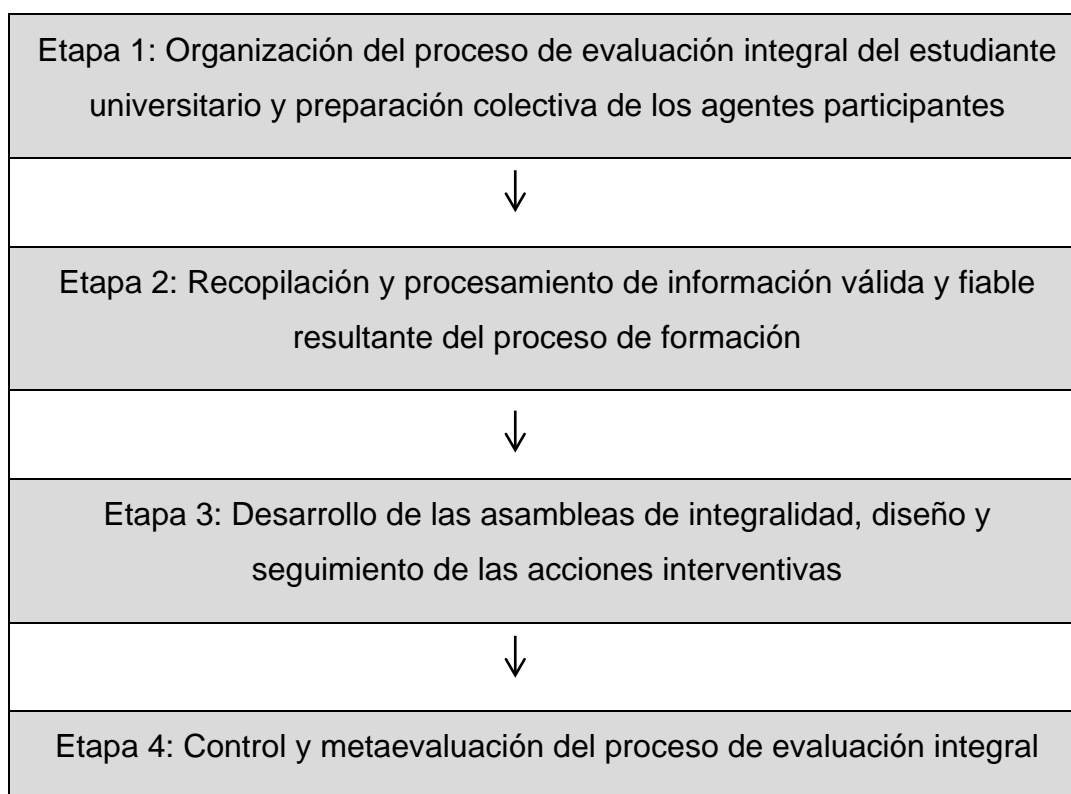 Etapa 1: Organización del proceso de evaluación integral del estudiante
universitario y preparación colectiva de los agentes participantes
Etapa 2: Recopilación y procesamiento de información válida y fiable
resultante del proceso de formación
Etapa 3: Desarrollo de las asambleas de integralidad, diseño y
seguimiento de las acciones interventivas
Etapa 4: Control y metaevaluación del proceso de evaluación integral